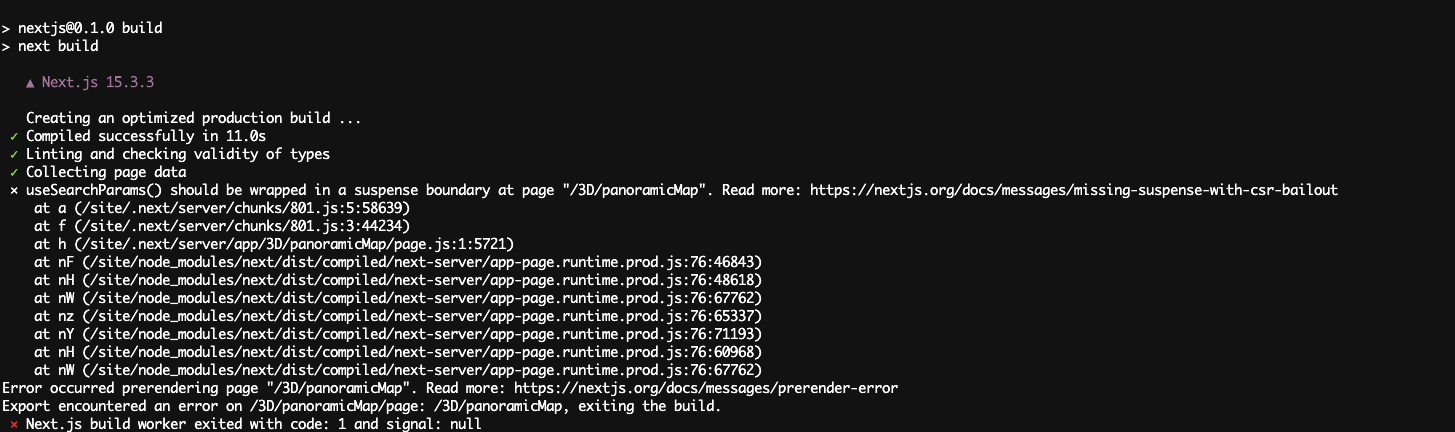 > nextjs@0.1.0 build
> next build
▲ Next.js 15.3.3
Creating an optimized production build ...
✓ Compiled successfully in 11.0s
✓ Linting and checking validity of types
✓ Collecting page data
⨯ useSearchParams() should be wrapped in a suspense boundary at page "/3D/panoramicMap". Read more: https://nextjs.org/docs/messages/missing-suspense-with-csr-bailout
at a (/site/.next/server/chunks/801.js:5:58639)
at f (/site/.next/server/chunks/801.js:3:44234)
at h (/site/.next/server/app/3D/panoramicMap/page.js:1:5721)
at nF (/site/node_modules/next/dist/compiled/next-server/app-page.runtime.prod.js:76:46843)
at nH (/site/node_modules/next/dist/compiled/next-server/app-page.runtime.prod.js:76:48618)
at nW (/site/node_modules/next/dist/compiled/next-server/app-page.runtime.prod.js:76:67762)
at nz (/site/node_modules/next/dist/compiled/next-server/app-page.runtime.prod.js:76:65337)
at nY (/site/node_modules/next/dist/compiled/next-server/app-page.runtime.prod.js:76:71193)
at nH (/site/node_modules/next/dist/compiled/next-server/app-page.runtime.prod.js:76:60968)
at nW (/site/node_modules/next/dist/compiled/next-server/app-page.runtime.prod.js:76:67762)
Error occurred prerendering page "/3D/panoramicMap". Read more: https://nextjs.org/docs/messages/prerender-error
Export encountered an error on /3D/panoramicMap/page: /3D/panoramicMap, exiting the build.
⨯ Next.js build worker exited with code: 1 and signal: null